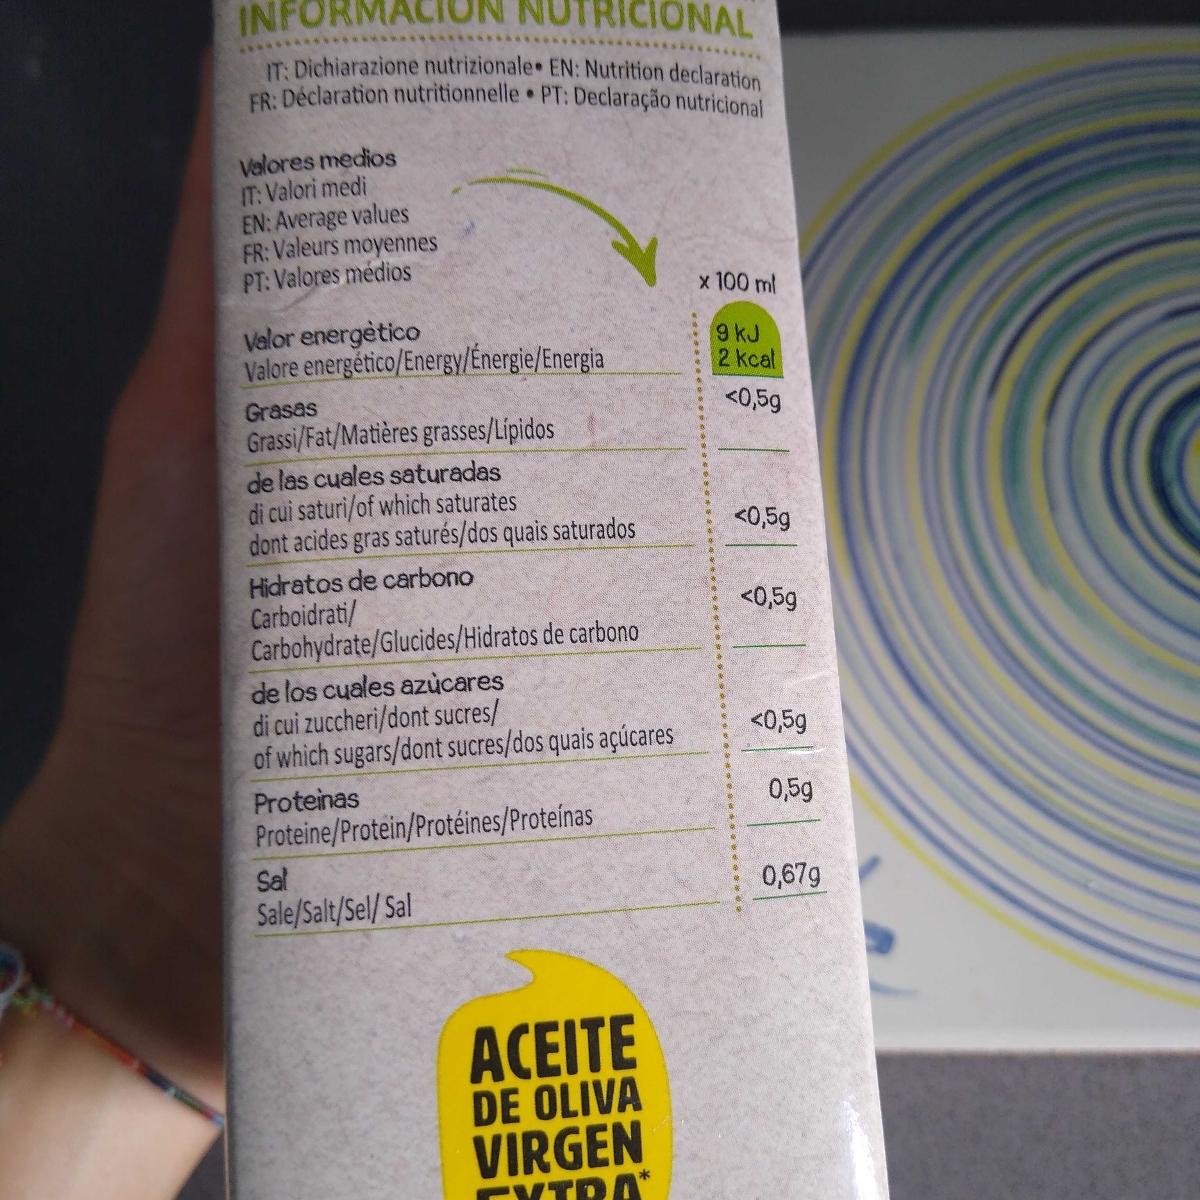 INFORMACIÓN NUTRICIONAL
IT: Dichiarazione nutrizionale• EN: Nutrition declaration
FR: Déclaration nutritionnelle • PT: Declaração nutricional
Valores medios
IT: Valori medi
EN: Average values
FR: Valeurs moyennes
PT: Valores médios
x 100 ml
Valor energètico
Valore energético/Energy/Énergie/Energia
9 kJ
2 kcal
Grasas
Grassi/Fat/Matières grasses/Lípidos
<0,5g
de las cuales saturadas
di cui saturi/of which saturates
dont acides gras saturés/dos quais saturados
<0,5g
Hidratos de carbono
Carboidrati/
Carbohydrate/Glucides/Hidratos de carbono
<0,5g
de los cuales azùcares
di cui zuccheri/dont sucres/
of which sugars/dont sucres/dos quais açúcares
<0,5g
Proteìnas
Proteine/Protein/Protéines/Proteínas
0,5g
Sal
Sale/Salt/Sel/ Sal
0,67g
ACEITE
DE OLIVA
VIRGEN
EXTRA*